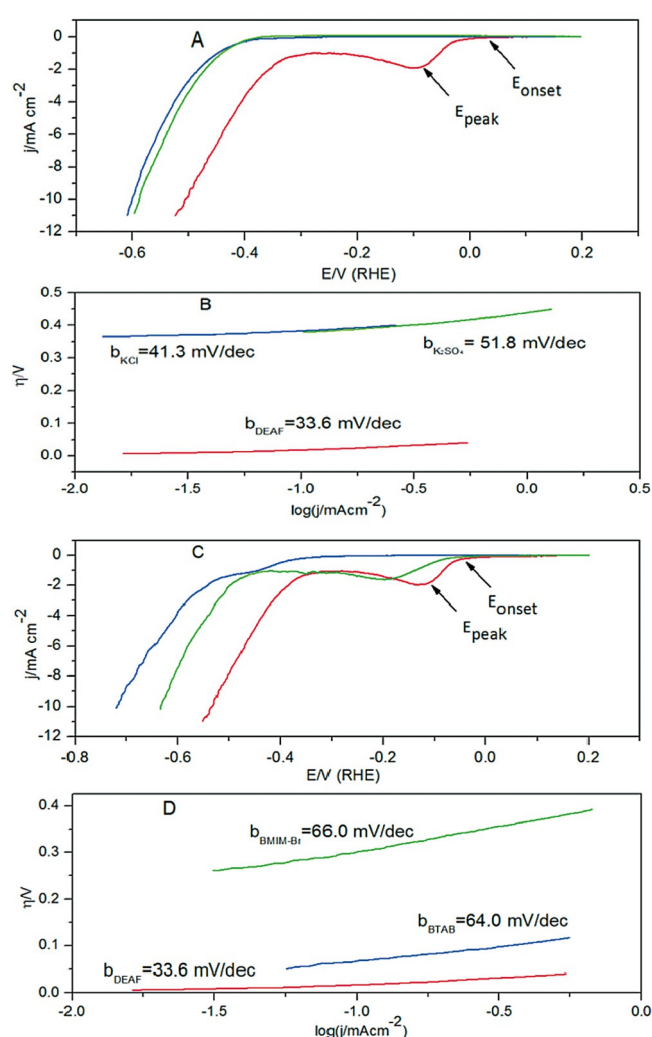 A
0
-2
-4
-6
-8
-10
-12
j/mA cm⁻²
E_onset
E_peak
-0.6 -0.4 -0.2 0.0 0.2
E/V (RHE)
B
0.5
0.4
0.3
0.2
0.1
0.0
η/V
b_KCl=41.3 mV/dec
b_K₂SO₄= 51.8 mV/dec
b_DEAF=33.6 mV/dec
-2.0 -1.5 -1.0 -0.5 0.0 0.5
log(j/mAcm⁻²)
C
0
-2
-4
-6
-8
-10
-12
j/mA cm⁻²
E_onset
E_peak
-0.8 -0.6 -0.4 -0.2 0.0 0.2
E/V (RHE)
D
0.4
0.3
0.2
0.1
0.0
η/V
b_BMIM-Br=66.0 mV/dec
b_BTAB=64.0 mV/dec
b_DEAF=33.6 mV/dec
-2.0 -1.5 -1.0 -0.5 0.0
log(j/mAcm⁻²)